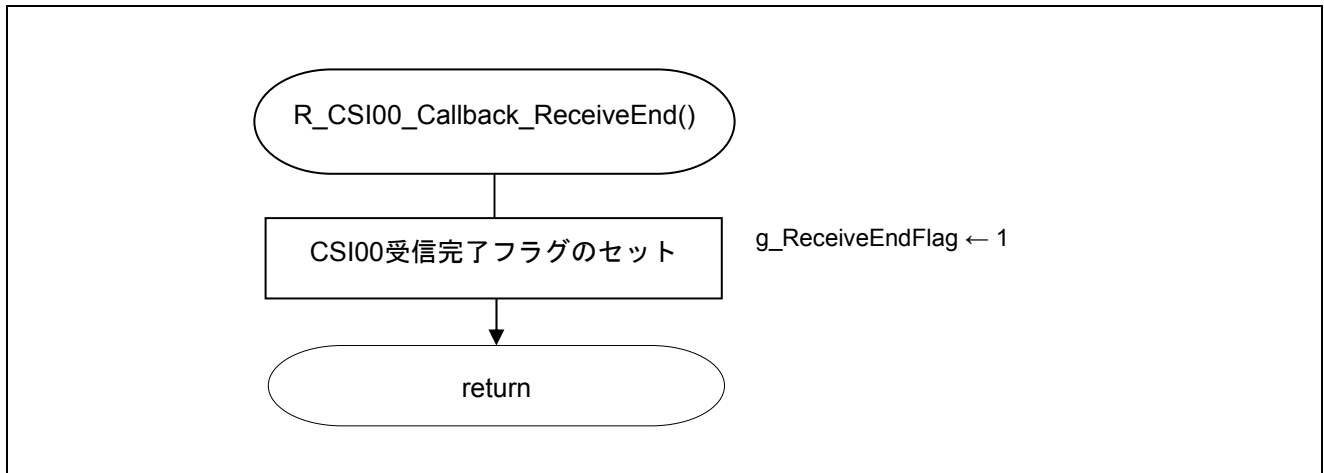 R_CSI00_Callback_ReceiveEnd()
CSI00受信完了フラグのセット
g_ReceiveEndFlag ← 1
return